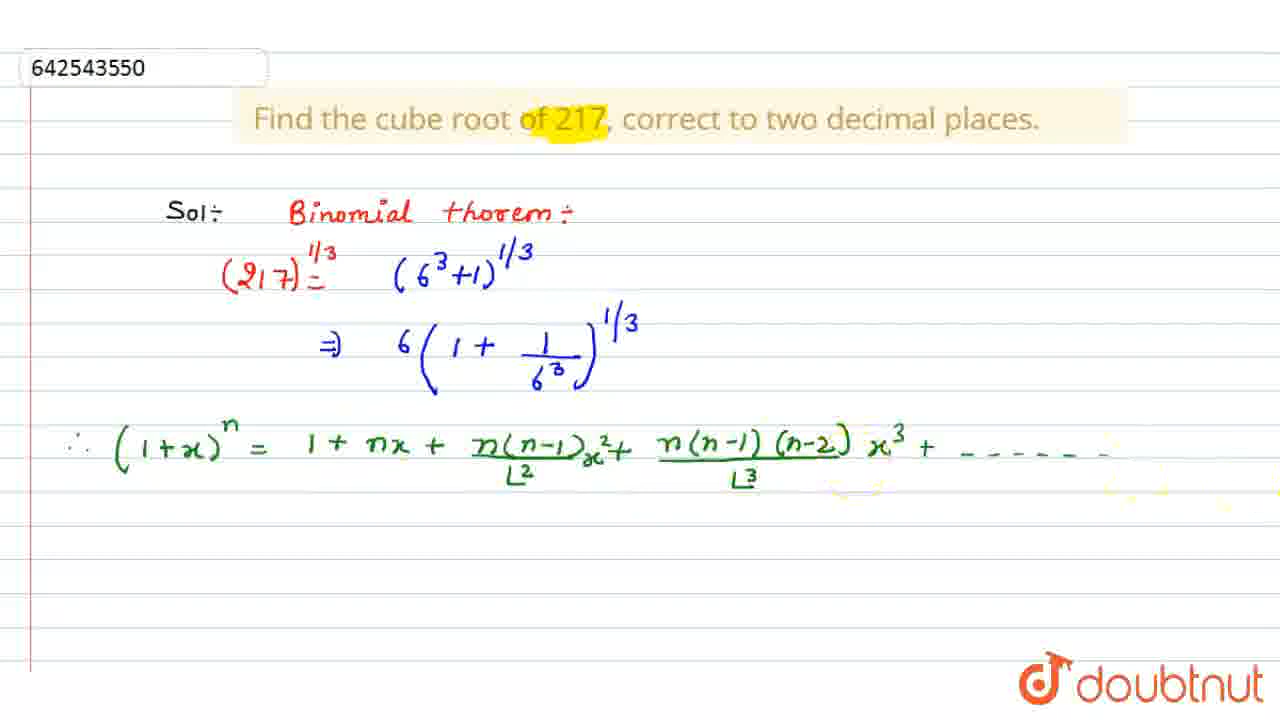 642543550
Find the cube root of 217, correct to two decimal places.
Sol÷ Binomial thorem÷
(217)^1/3 = (6^3+1)^1/3
⇒ 6(1 + 1/6^3)^1/3
∴ (1+x)^n = 1 + nx + n(n-1)/L2 x^2 + n(n-1)(n-2)/L3 x^3 + ------
doubtnut